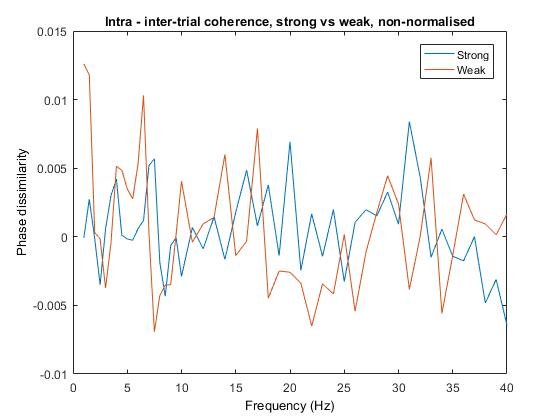 Intra - inter-trial coherence, strong vs weak, non-normalised
0.015
0.01
0.005
0
-0.005
-0.01
Phase dissimilarity
Strong
Weak
0 5 10 15 20 25 30 35 40
Frequency (Hz)